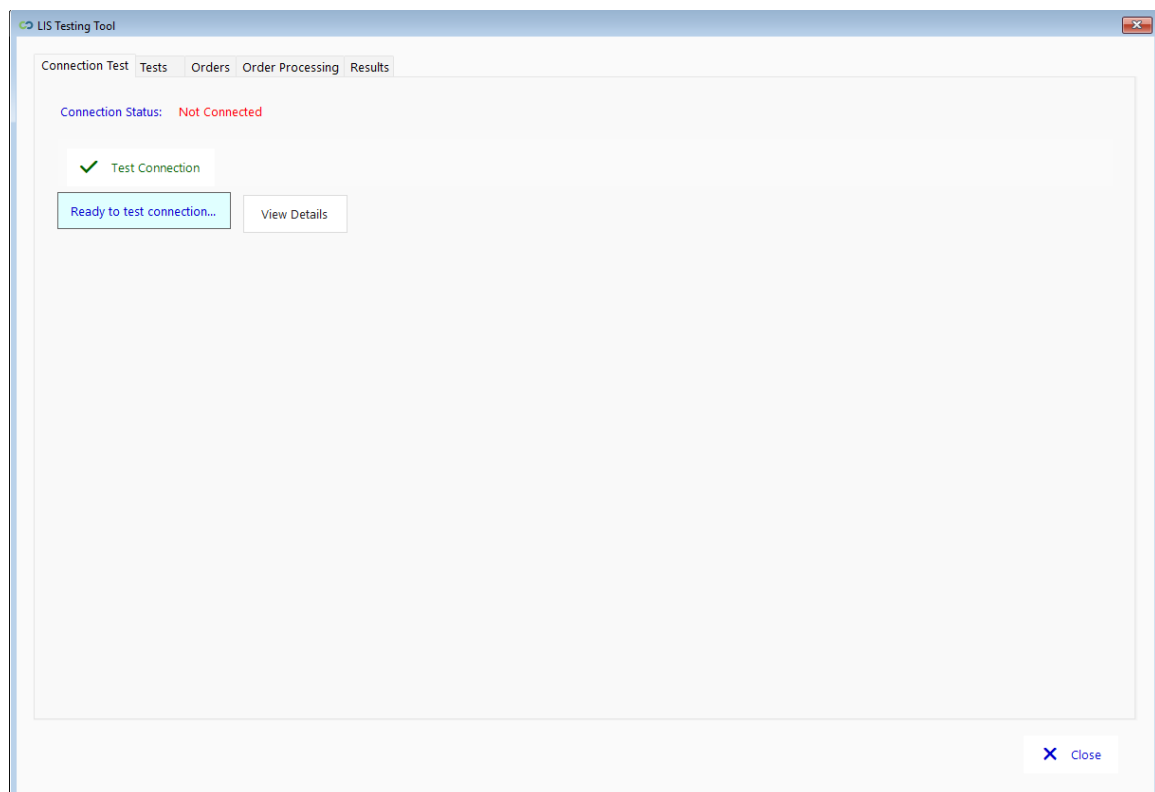 LIS Testing Tool
Connection Test Tests Orders Order Processing Results
Connection Status: Not Connected
Test Connection
Ready to test connection... View Details
Close